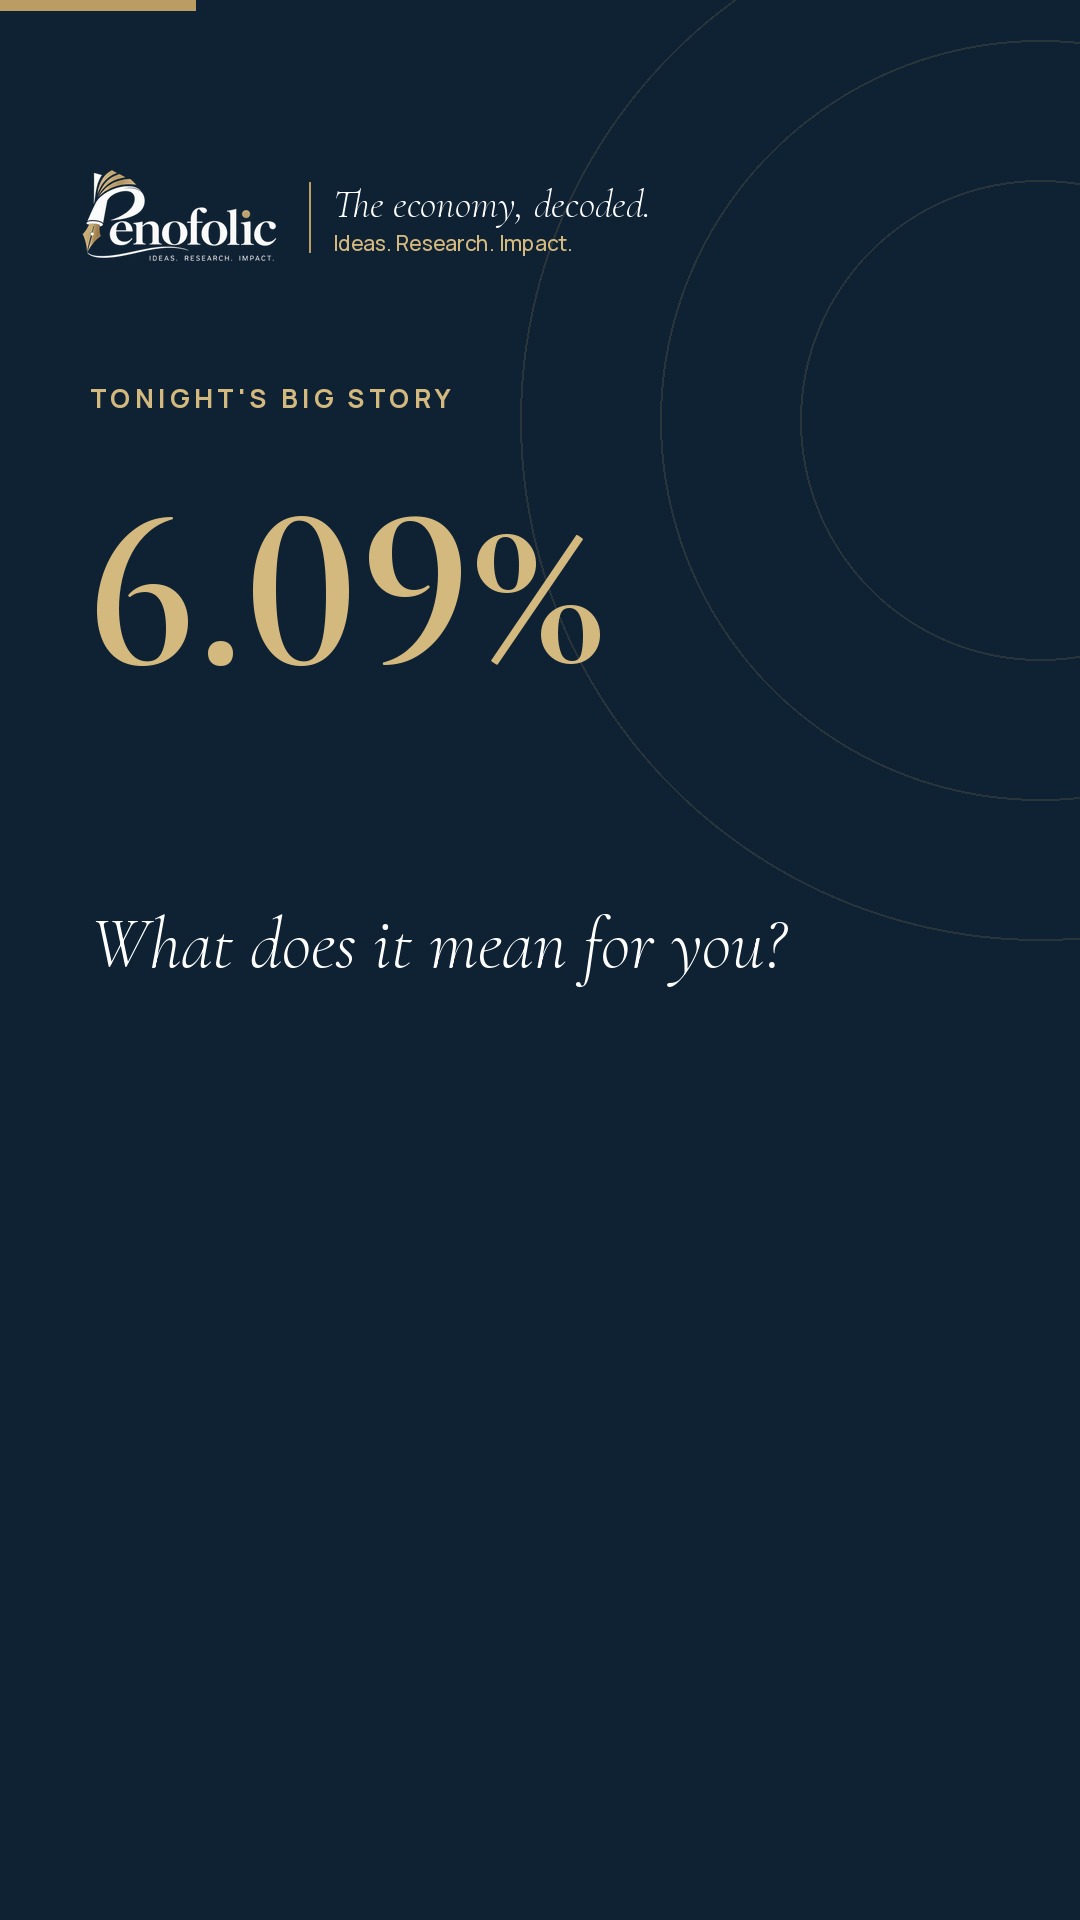 Penofolic
IDEAS. RESEARCH. IMPACT.
The economy, decoded.
Ideas. Research. Impact.
TONIGHT'S BIG STORY
6.09%
What does it mean for you?